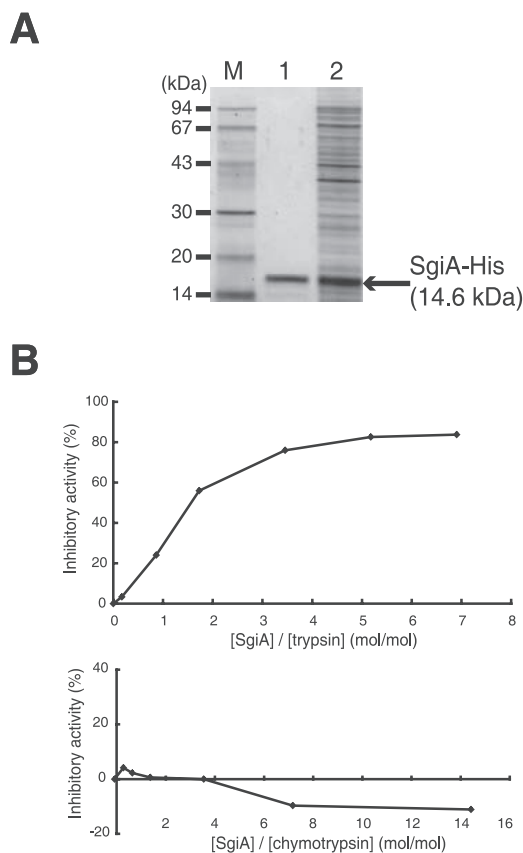 A
(kDa) M 1 2
94
67
43
30
20
14
SgiA-His
(14.6 kDa)
B
Inhibitory activity (%)
100
80
60
40
20
0
0 1 2 3 4 5 6 7 8
[SgiA] / [trypsin] (mol/mol)
Inhibitory activity (%)
40
20
0
-20
2 4 6 8 10 12 14 16
[SgiA] / [chymotrypsin] (mol/mol)